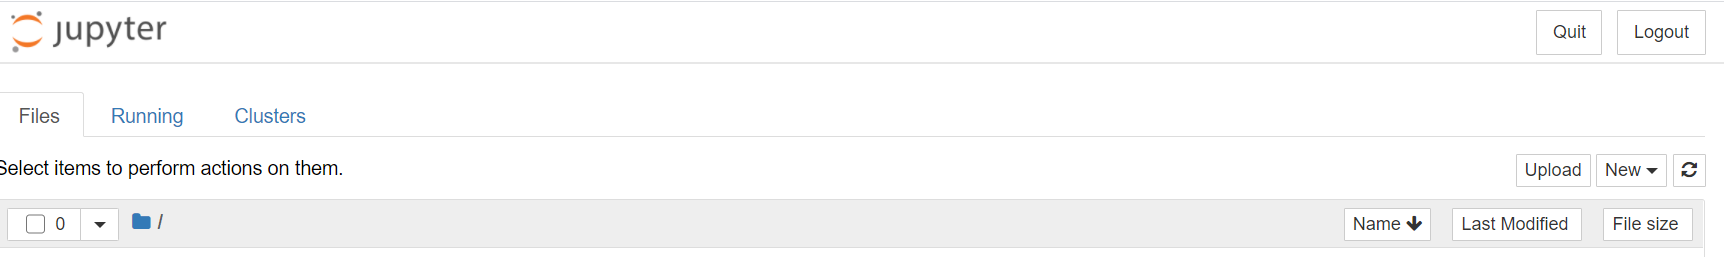 jupyter
Quit Logout
Files Running Clusters
Select items to perform actions on them.
Upload New
0 / Name Last Modified File size